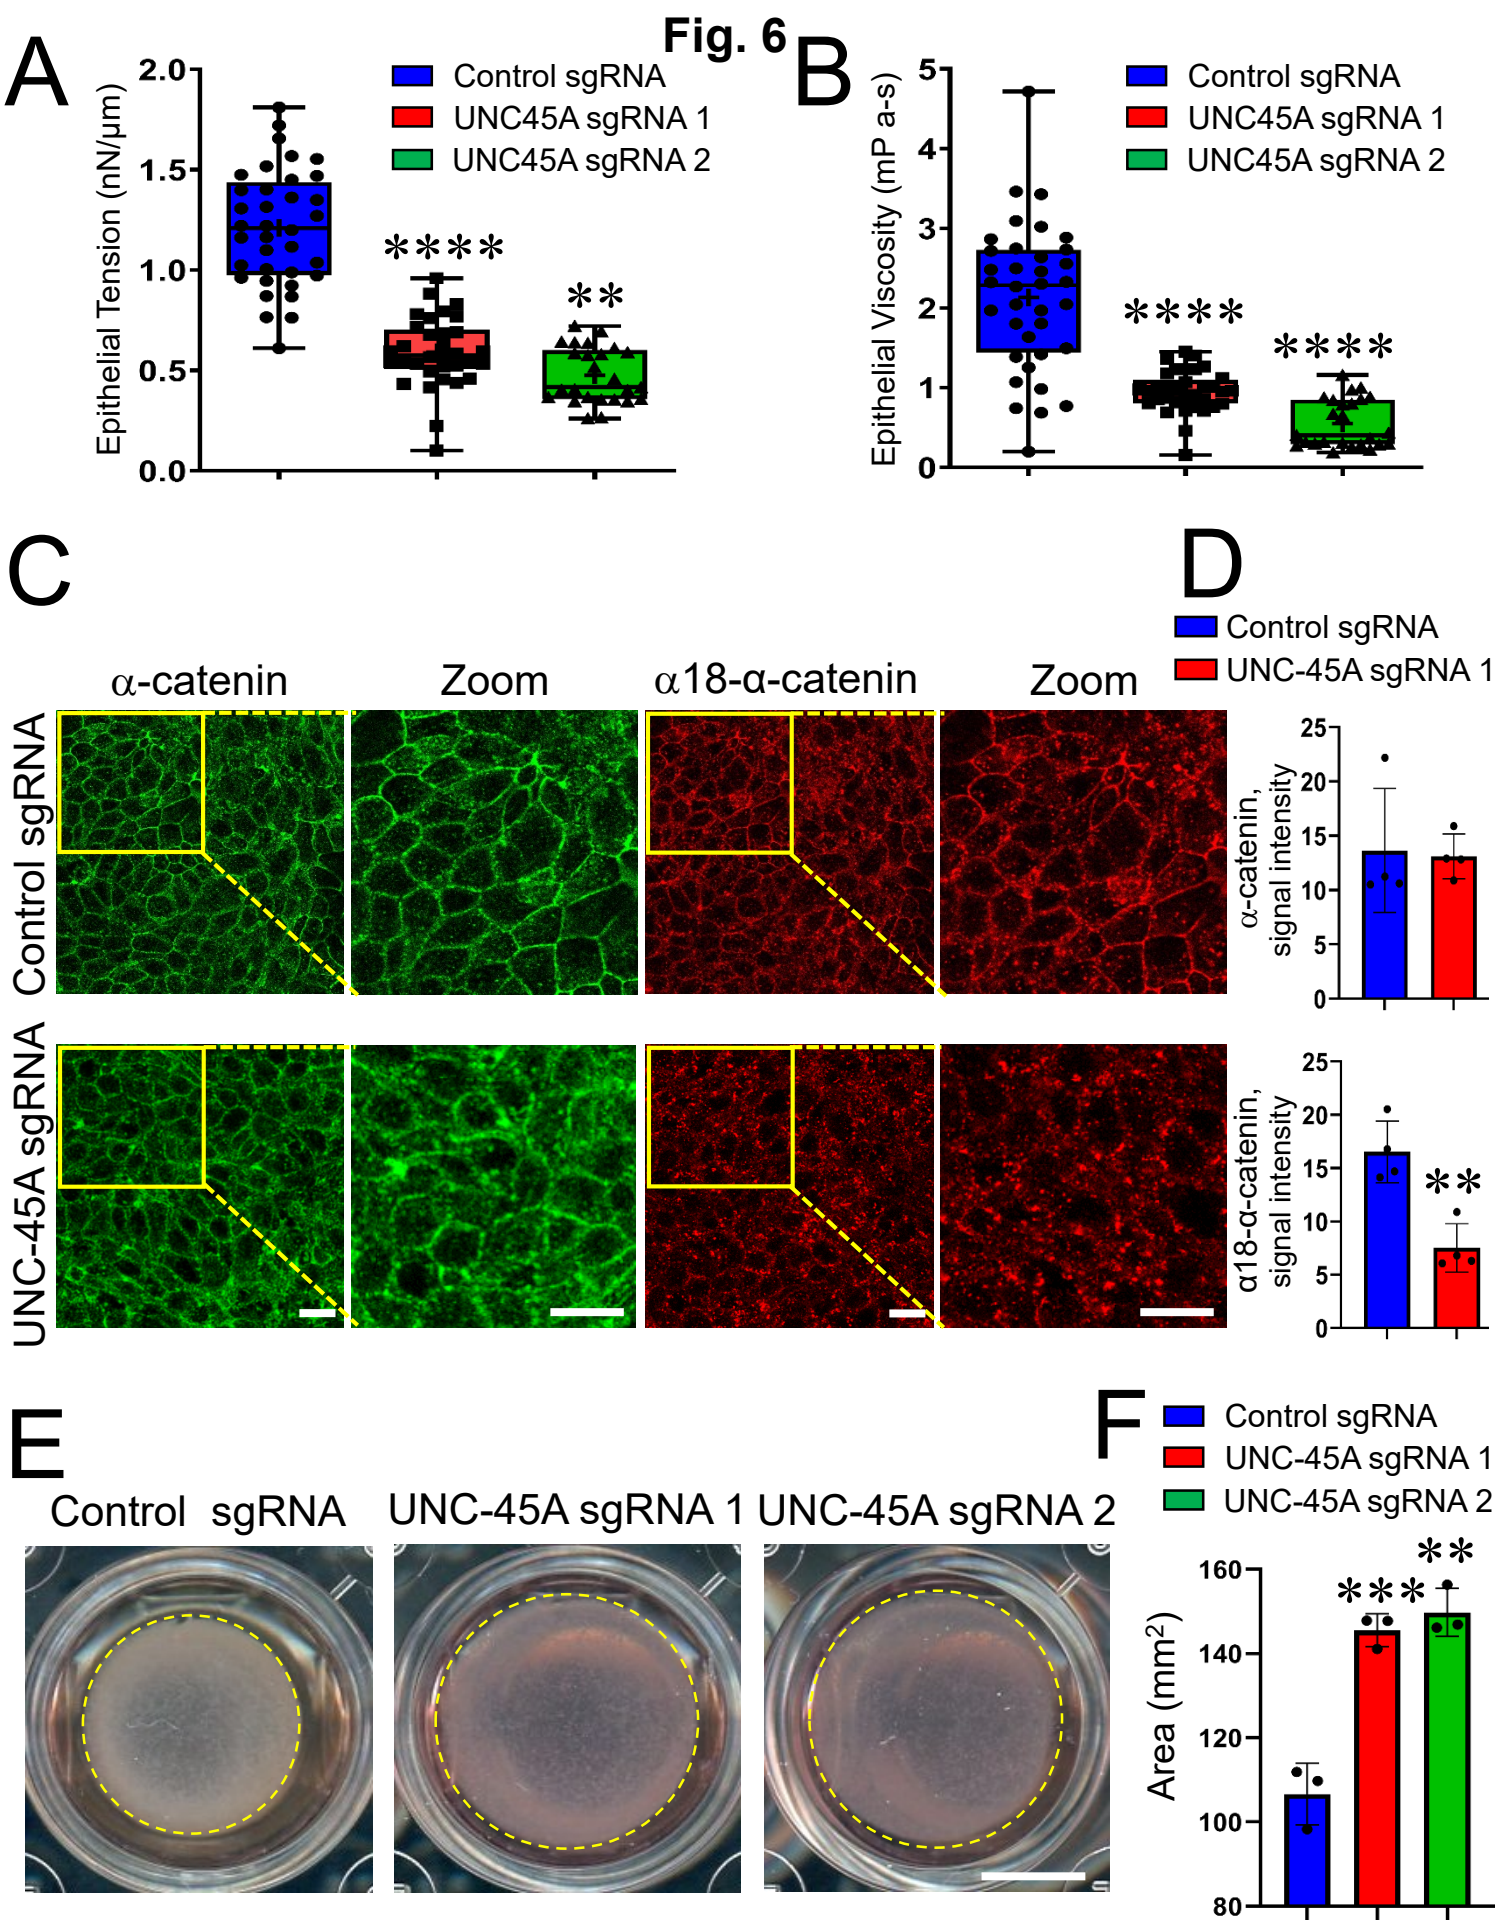 Fig. 6
A
Epithelial Tension (nN/μm)
2.0
1.5
1.0
0.5
0.0
Control sgRNA
UNC45A sgRNA 1
UNC45A sgRNA 2
****
**
B
Epithelial Viscosity (mP a-s)
5
4
3
2
1
0
Control sgRNA
UNC45A sgRNA 1
UNC45A sgRNA 2
****
****
C
α-catenin
Zoom
α18-α-catenin
Zoom
Control sgRNA
UNC-45A sgRNA
D
Control sgRNA
UNC-45A sgRNA 1
α-catenin,
signal intensity
25
20
15
10
5
0
α18-α-catenin,
signal intensity
25
20
15
10
5
0
**
E
Control sgRNA
UNC-45A sgRNA 1
UNC-45A sgRNA 2
F
Control sgRNA
UNC-45A sgRNA 1
UNC-45A sgRNA 2
Area (mm²)
160
140
120
100
80
***
**